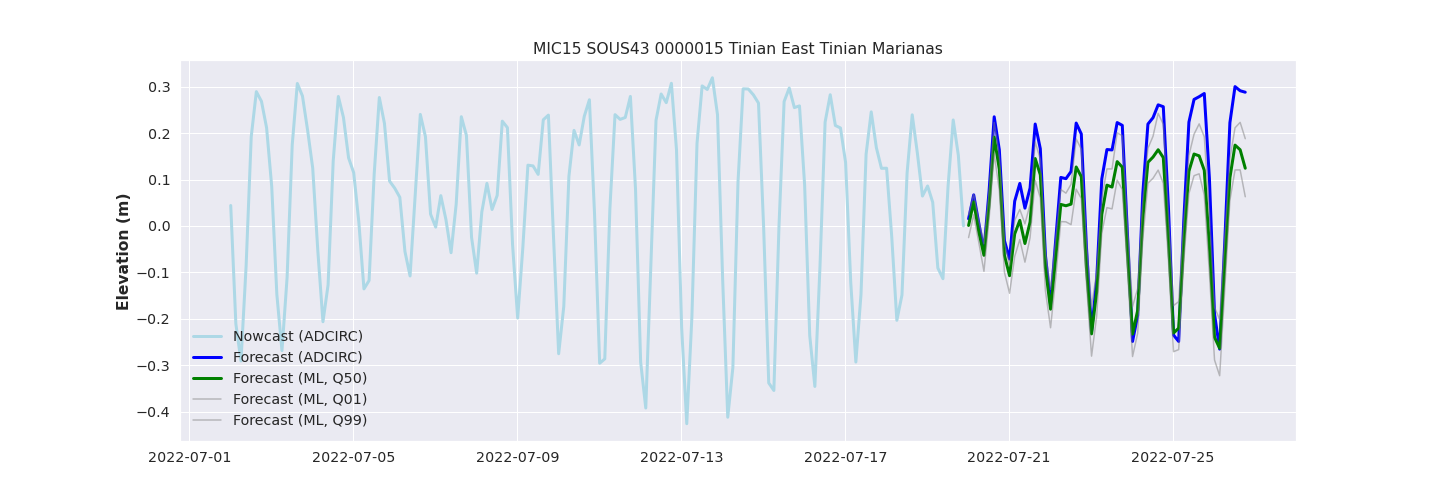 MIC15 SOUS43 0000015 Tinian East Tinian Marianas
Elevation (m)
0.3
0.2
0.1
0.0
−0.1
−0.2
−0.3
−0.4
Nowcast (ADCIRC)
Forecast (ADCIRC)
Forecast (ML, Q50)
Forecast (ML, Q01)
Forecast (ML, Q99)
2022-07-01 2022-07-05 2022-07-09 2022-07-13 2022-07-17 2022-07-21 2022-07-25